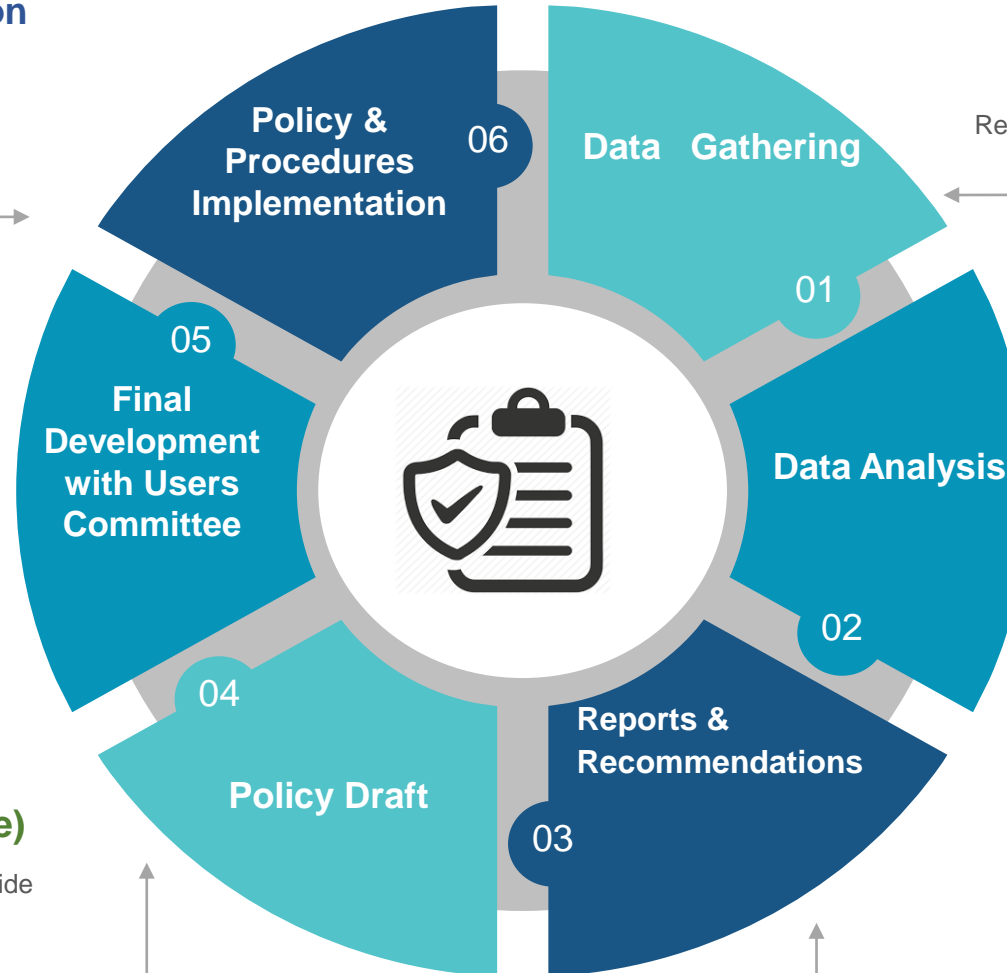 on
Policy &
Procedures
Implementation
06
Data Gathering
Re
01
05
Final
Development
with Users
Committee
Data Analysis
02
04
Reports &
Recommendations
Policy Draft
03
e)
ide